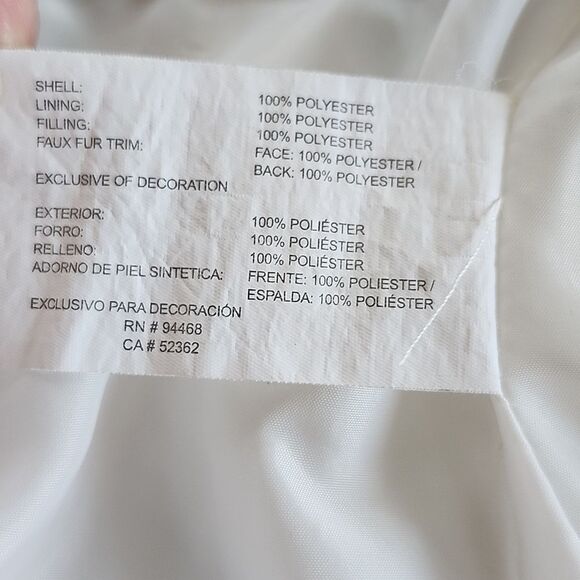 SHELL: 100% POLYESTER
LINING: 100% POLYESTER
FILLING: 100% POLYESTER
FAUX FUR TRIM: FACE: 100% POLYESTER /
BACK: 100% POLYESTER
EXCLUSIVE OF DECORATION
EXTERIOR: 100% POLIÉSTER
FORRO: 100% POLIÉSTER
RELLENO: 100% POLIÉSTER
ADORNO DE PIEL SINTETICA: FRENTE: 100% POLIESTER /
ESPALDA: 100% POLIÉSTER
EXCLUSIVO PARA DECORACIÓN
RN # 94468
CA # 52362